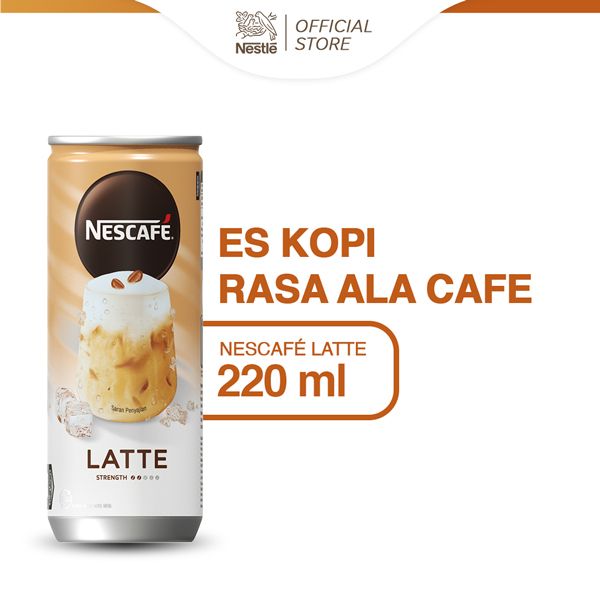 Nestlé
OFFICIAL
STORE
NESCAFÉ
ES KOPI
RASA ALA CAFE
NESCAFÉ LATTE
220 ml
Saran Penyajian
LATTE
STRENGTH